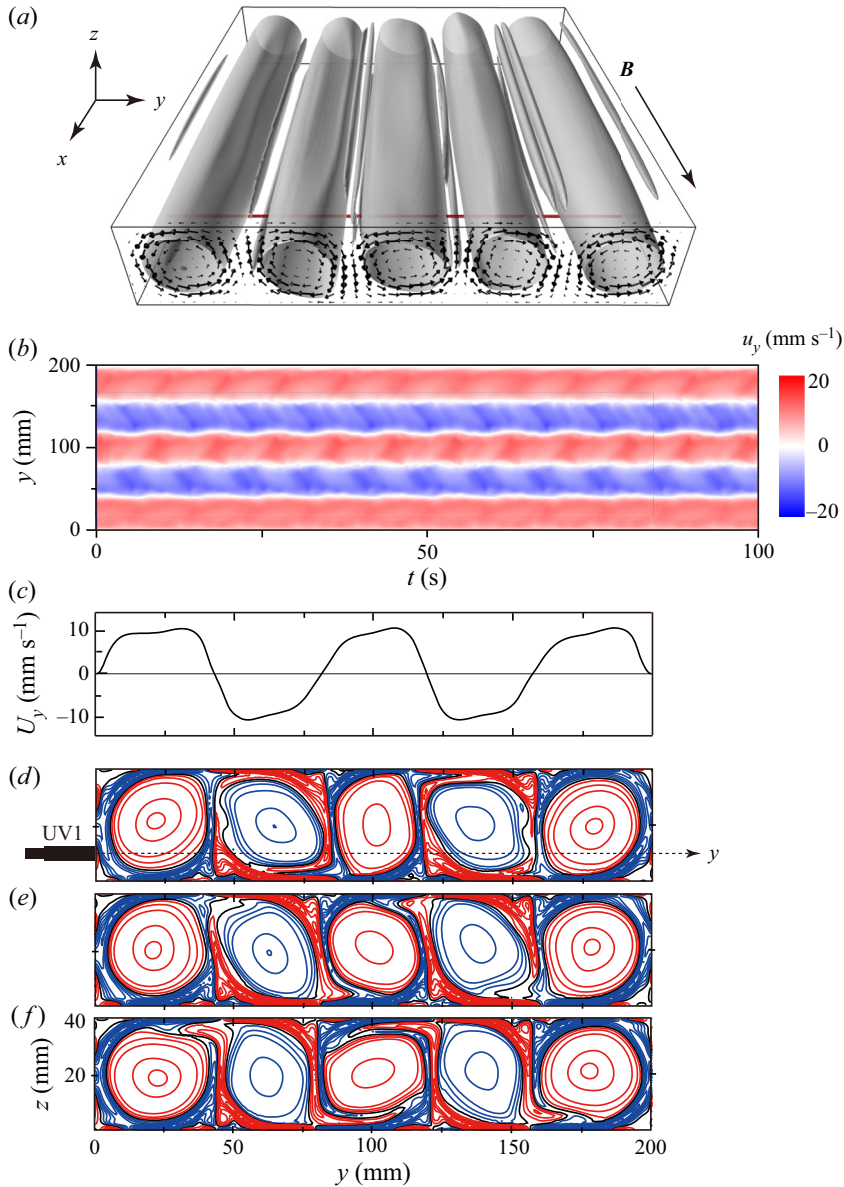 (a)
z
y
x
B
(b)
u_y (mm s⁻¹)
200
100
0
y (mm)
20
0
–20
0
50
100
t (s)
(c)
10
0
–10
U_y (mm s⁻¹)
(d)
UV1
y
(e)
(f)
40
20
z (mm)
0
50
100
150
200
y (mm)